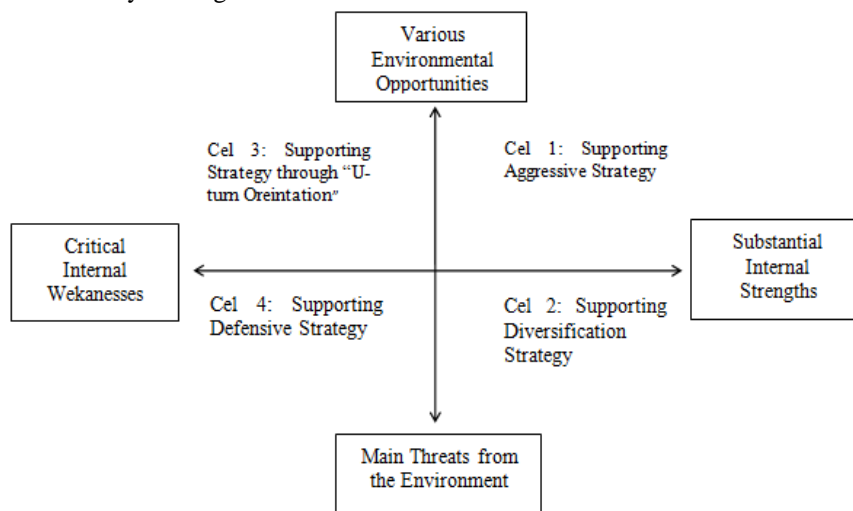 Various
Environmental
Opportunities
Cel 3: Supporting
Strategy through “U-
tum Oreintation”
Cel 1: Supporting
Aggressive Strategy
Critical
Internal
Wekanesses
Substantial
Internal
Strengths
Cel 4: Supporting
Defensive Strategy
Cel 2: Supporting
Diversification
Strategy
Main Threats from
the Environment